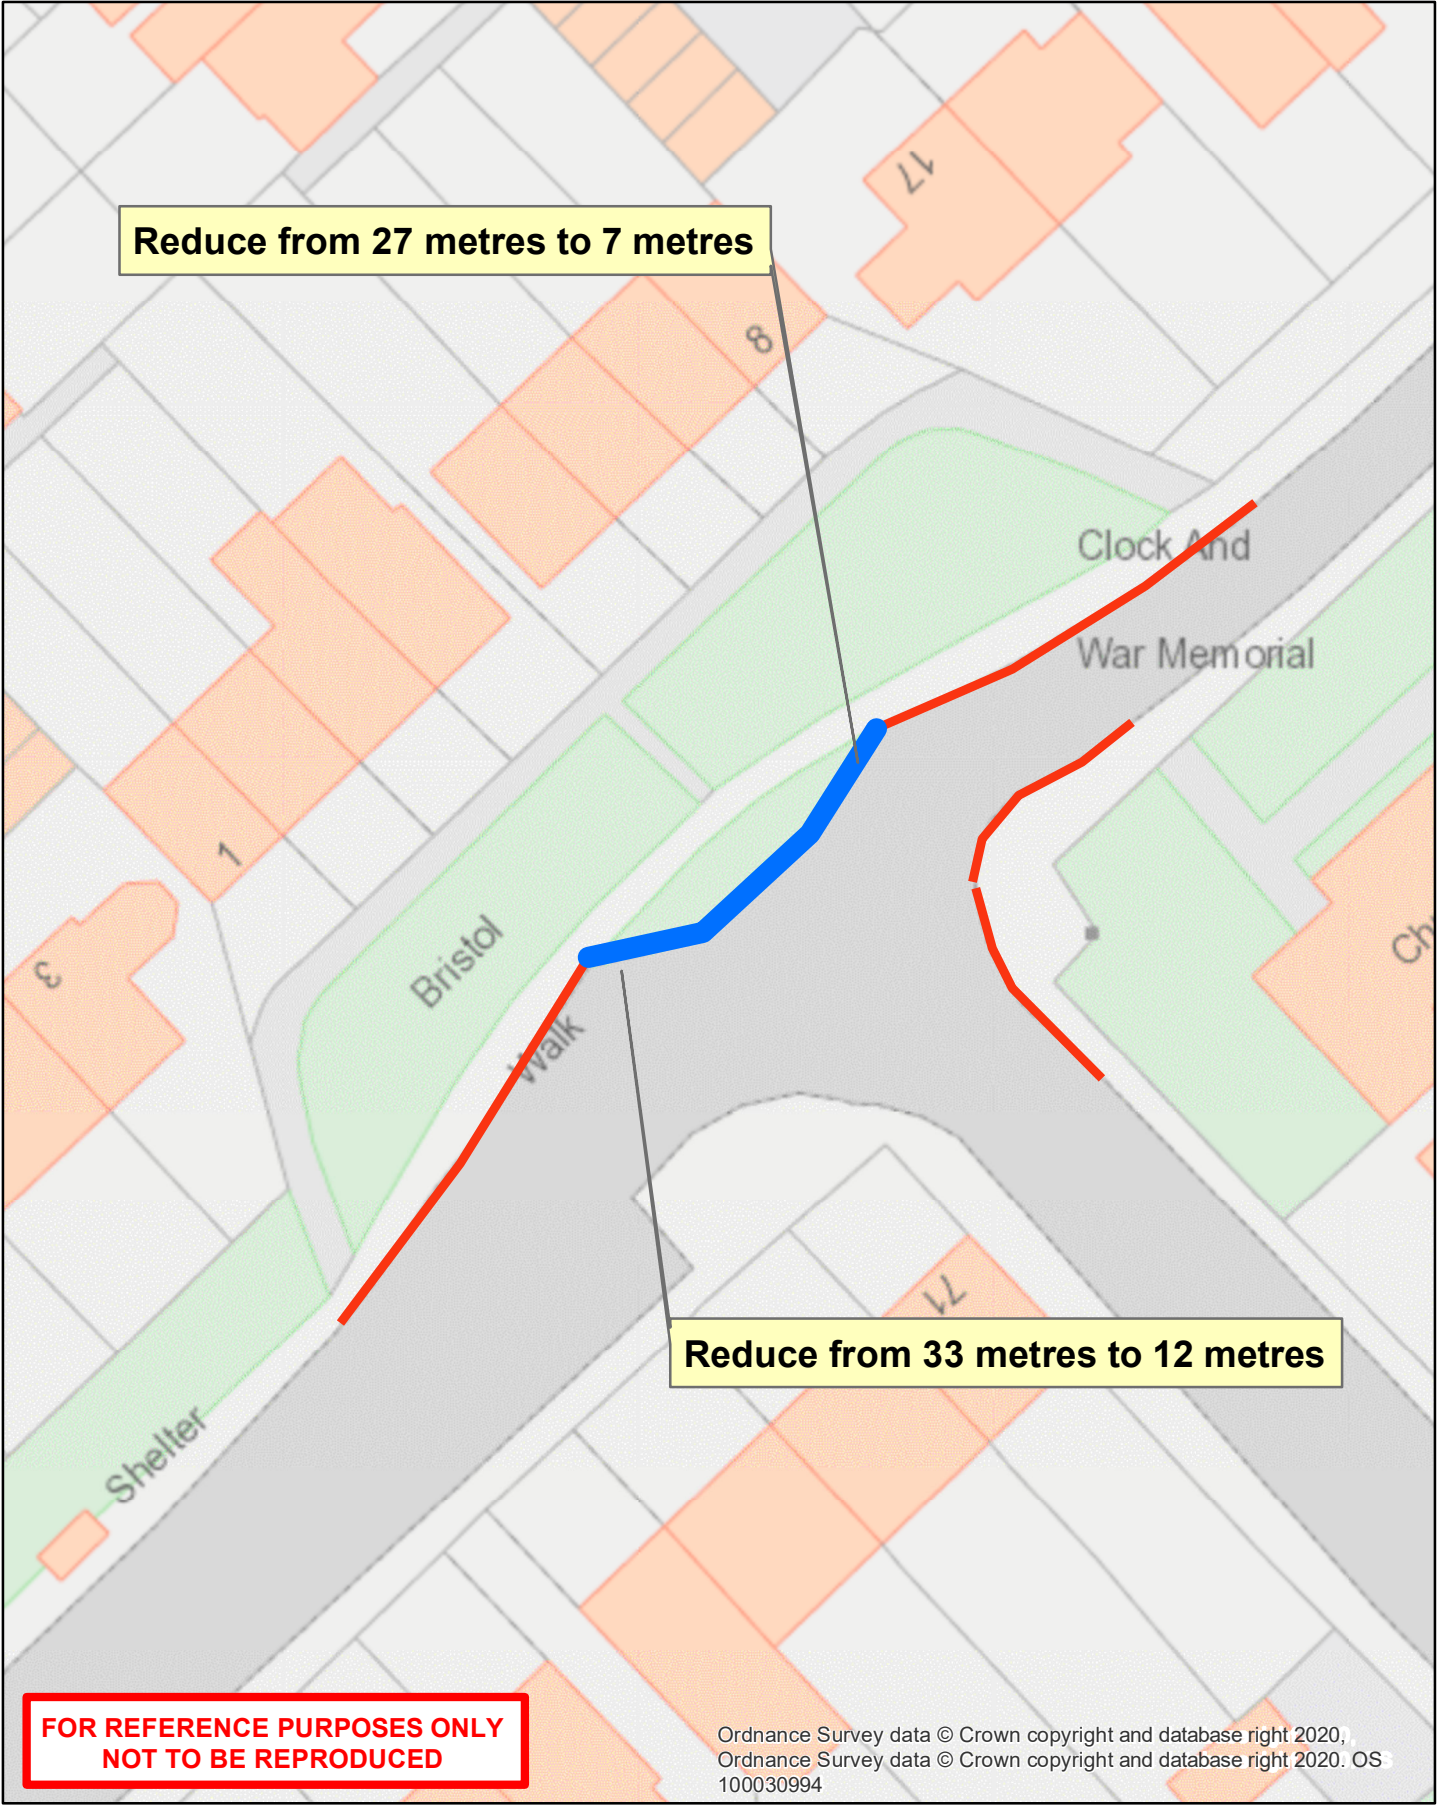 17
Reduce from 27 metres to 7 metres
8
Clock And
War Memorial
1
Bristol
Walk
3
Ch
71
Reduce from 33 metres to 12 metres
Shelter
FOR REFERENCE PURPOSES ONLY
NOT TO BE REPRODUCED
Ordnance Survey data © Crown copyright and database right 2020,
Ordnance Survey data © Crown copyright and database right 2020. OS
100030994